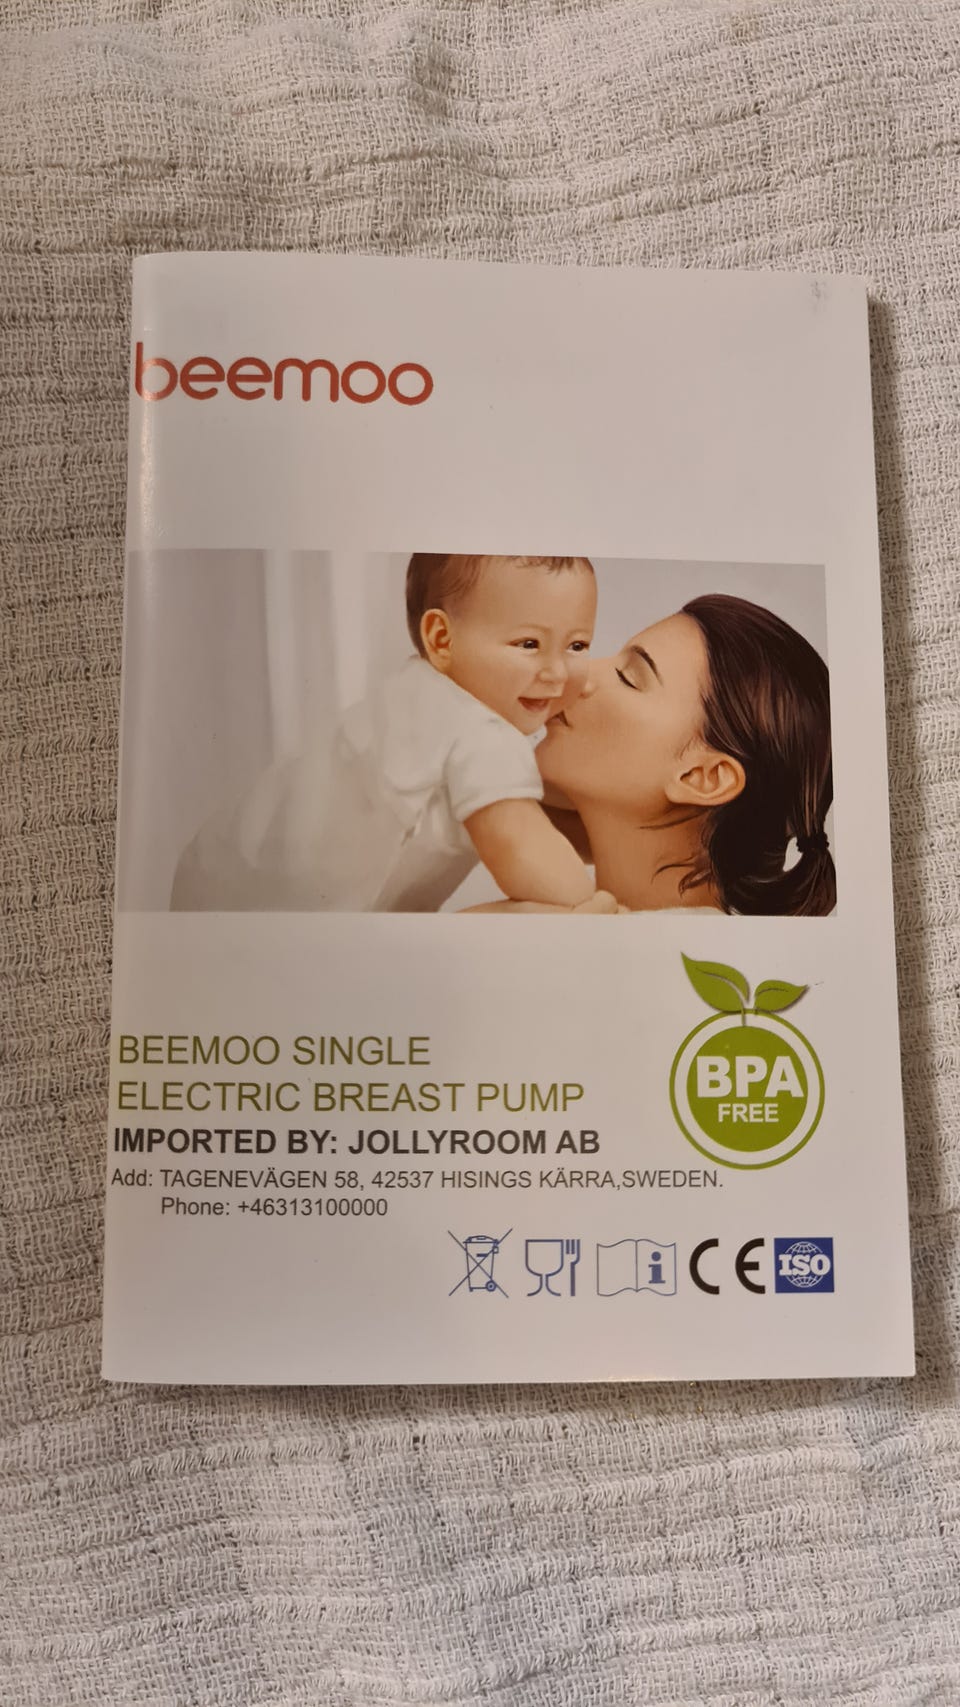 beemoo
BEEMOO SINGLE
ELECTRIC BREAST PUMP
IMPORTED BY: JOLLYROOM AB
Add: TAGENEVÄGEN 58, 42537 HISINGS KÄRRA,SWEDEN.
Phone: +46313100000
BPA
FREE
i
CE
ISO